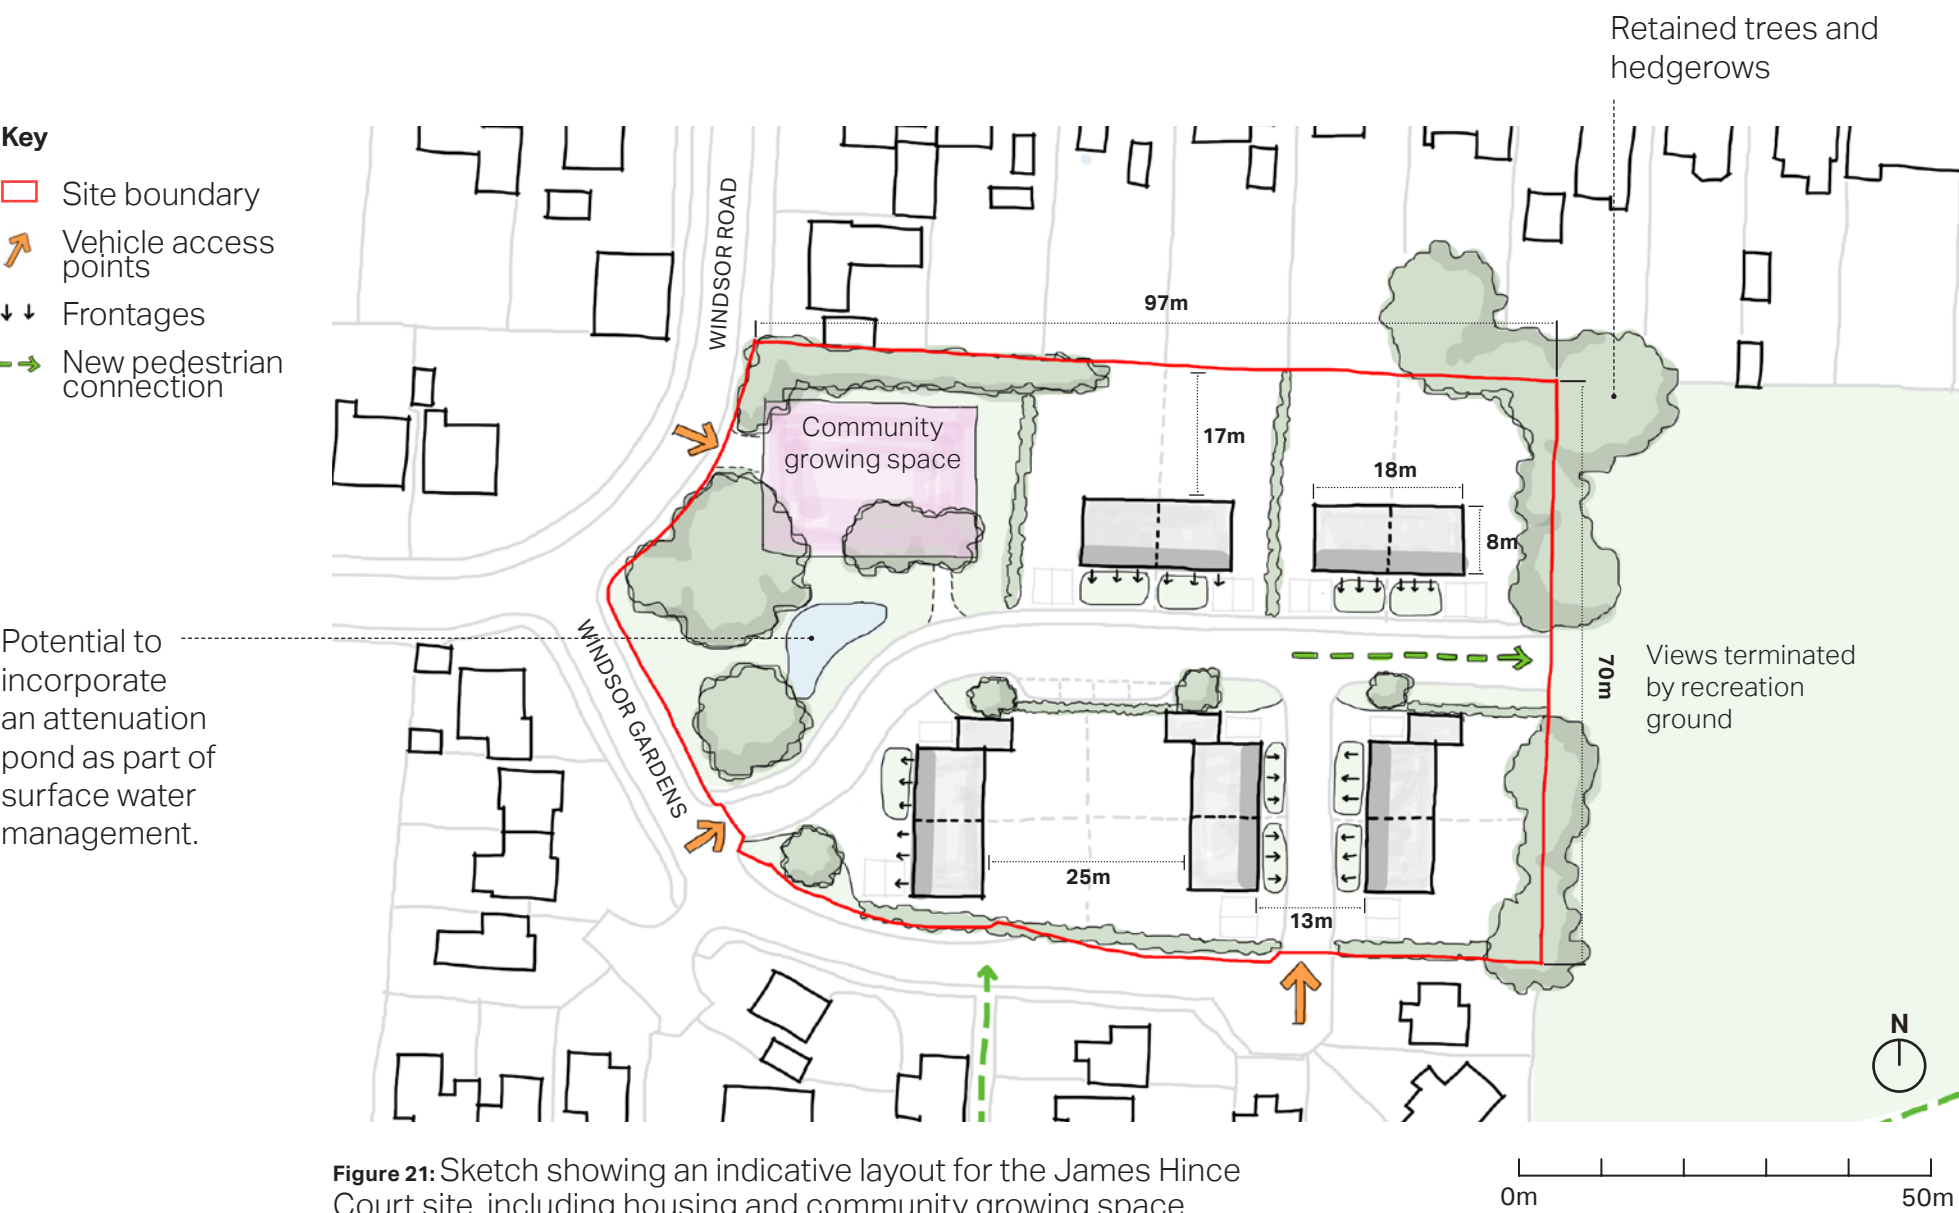 Retained trees and
hedgerows
Key
Site boundary
Vehicle access
points
Frontages
New pedestrian
connection
WINDSOR ROAD
97m
Community
growing space
17m
18m
8m
Potential to
incorporate
an attenuation
pond as part of
surface water
management.
WINDSOR GARDENS
70m
Views terminated
by recreation
ground
25m
13m
N
Figure 21: Sketch showing an indicative layout for the James Hince
Court site, including housing and community growing space
0m
50m